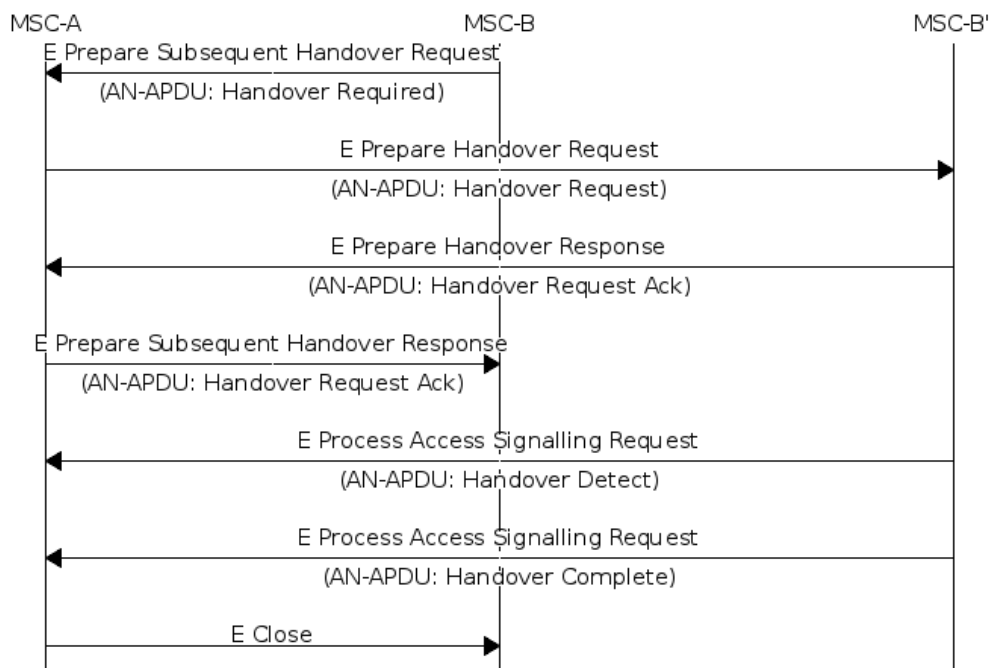 MSC-A MSC-B MSC-B'
E Prepare Subsequent Handover Request
(AN-APDU: Handover Required)
E Prepare Handover Request
(AN-APDU: Handover Request)
E Prepare Handover Response
(AN-APDU: Handover Request Ack)
E Prepare Subsequent Handover Response
(AN-APDU: Handover Request Ack)
E Process Access Signalling Request
(AN-APDU: Handover Detect)
E Process Access Signalling Request
(AN-APDU: Handover Complete)
E Close